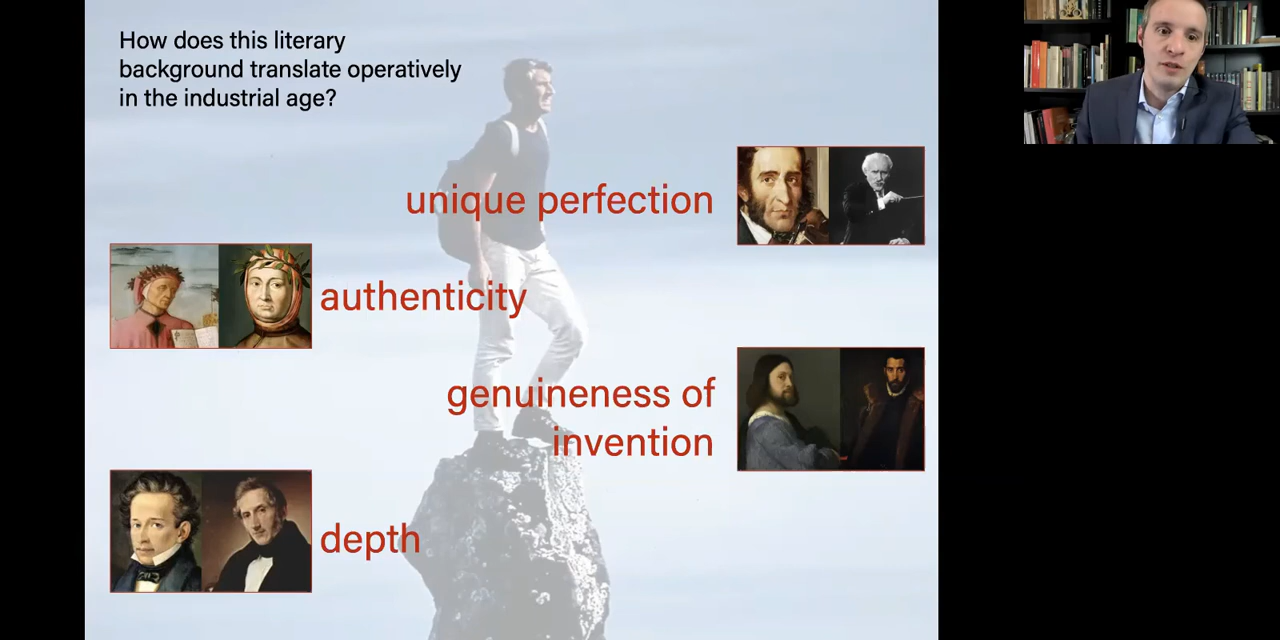 How does this literary
background translate operatively
in the industrial age?
unique perfection
authenticity
genuineness of
invention
depth